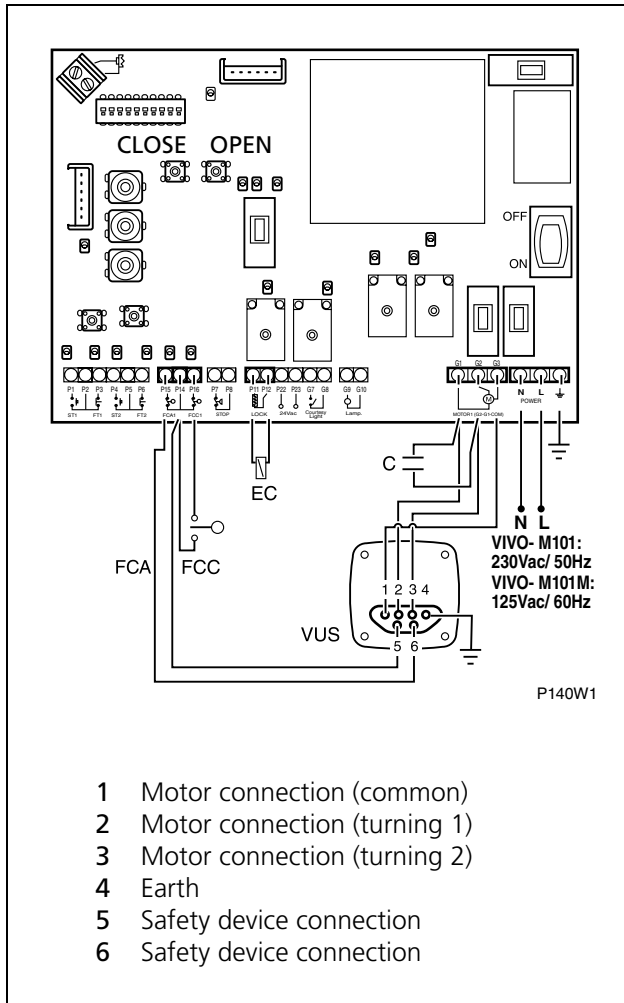 CLOSE OPEN
OFF
ON
P1 P2 P3 P4 P5 P6 P15 P14 P16 P7 P8 P11 P12 P22 P23 G7 G8 G9 G10 G1 G2 G3
N L
ST1 FT1 ST2 FT2 FCA1 FCC1 STOP LOCK 24Vac Courtesy Light Lamp. M MOTOR1 (G2-G1-COM) POWER
C
EC
FCA FCC
N L
VIVO- M101:
230Vac/ 50Hz
VIVO- M101M:
125Vac/ 60Hz
1 2 3 4
VUS
5 6
P140W1
1 Motor connection (common)
2 Motor connection (turning 1)
3 Motor connection (turning 2)
4 Earth
5 Safety device connection
6 Safety device connection